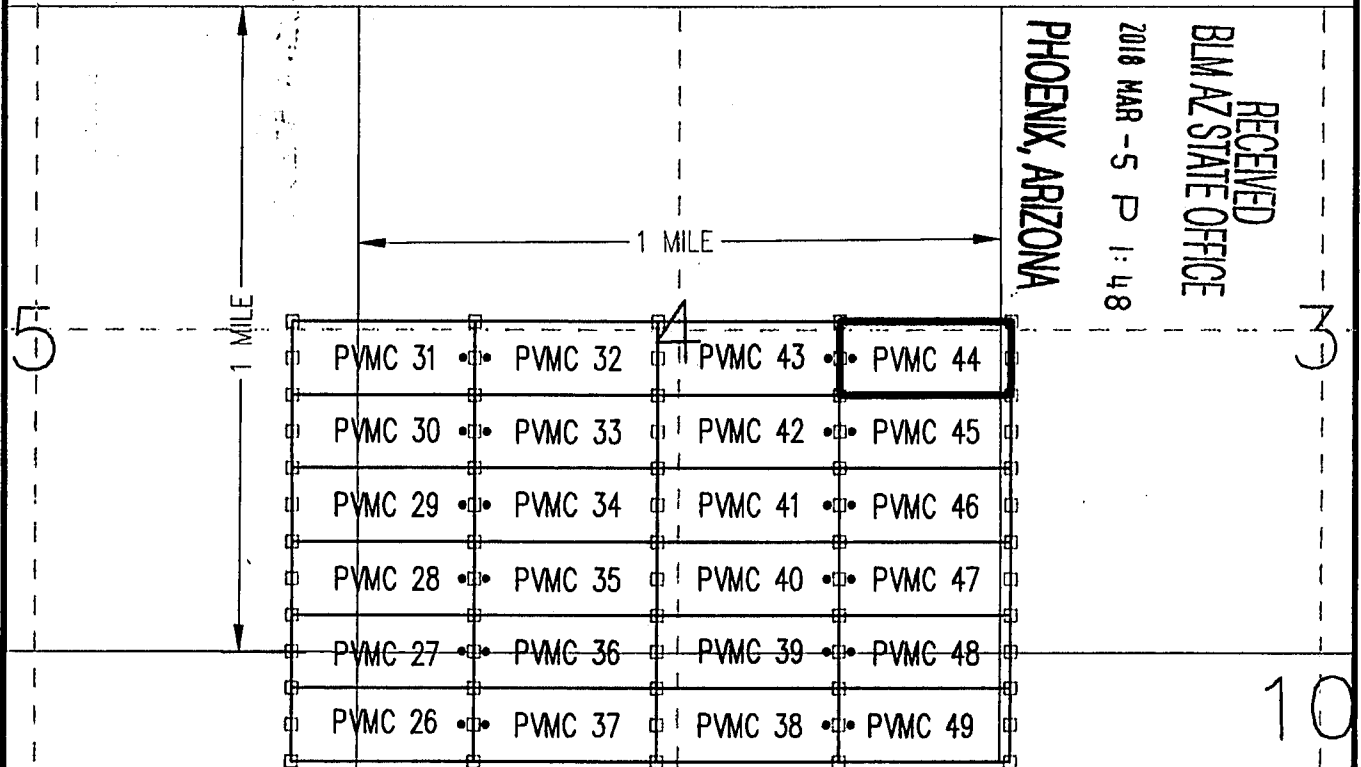 RECEIVED
BLM AZ STATE OFFICE
2018 MAR -5 P 1:48
PHOENIX, ARIZONA
1 MILE
1 MILE
5
4
3
PVMC 31 PVMC 32 PVMC 43 PVMC 44
PVMC 30 PVMC 33 PVMC 42 PVMC 45
PVMC 29 PVMC 34 PVMC 41 PVMC 46
PVMC 28 PVMC 35 PVMC 40 PVMC 47
PVMC 27 PVMC 36 PVMC 39 PVMC 48
PVMC 26 PVMC 37 PVMC 38 PVMC 49
10